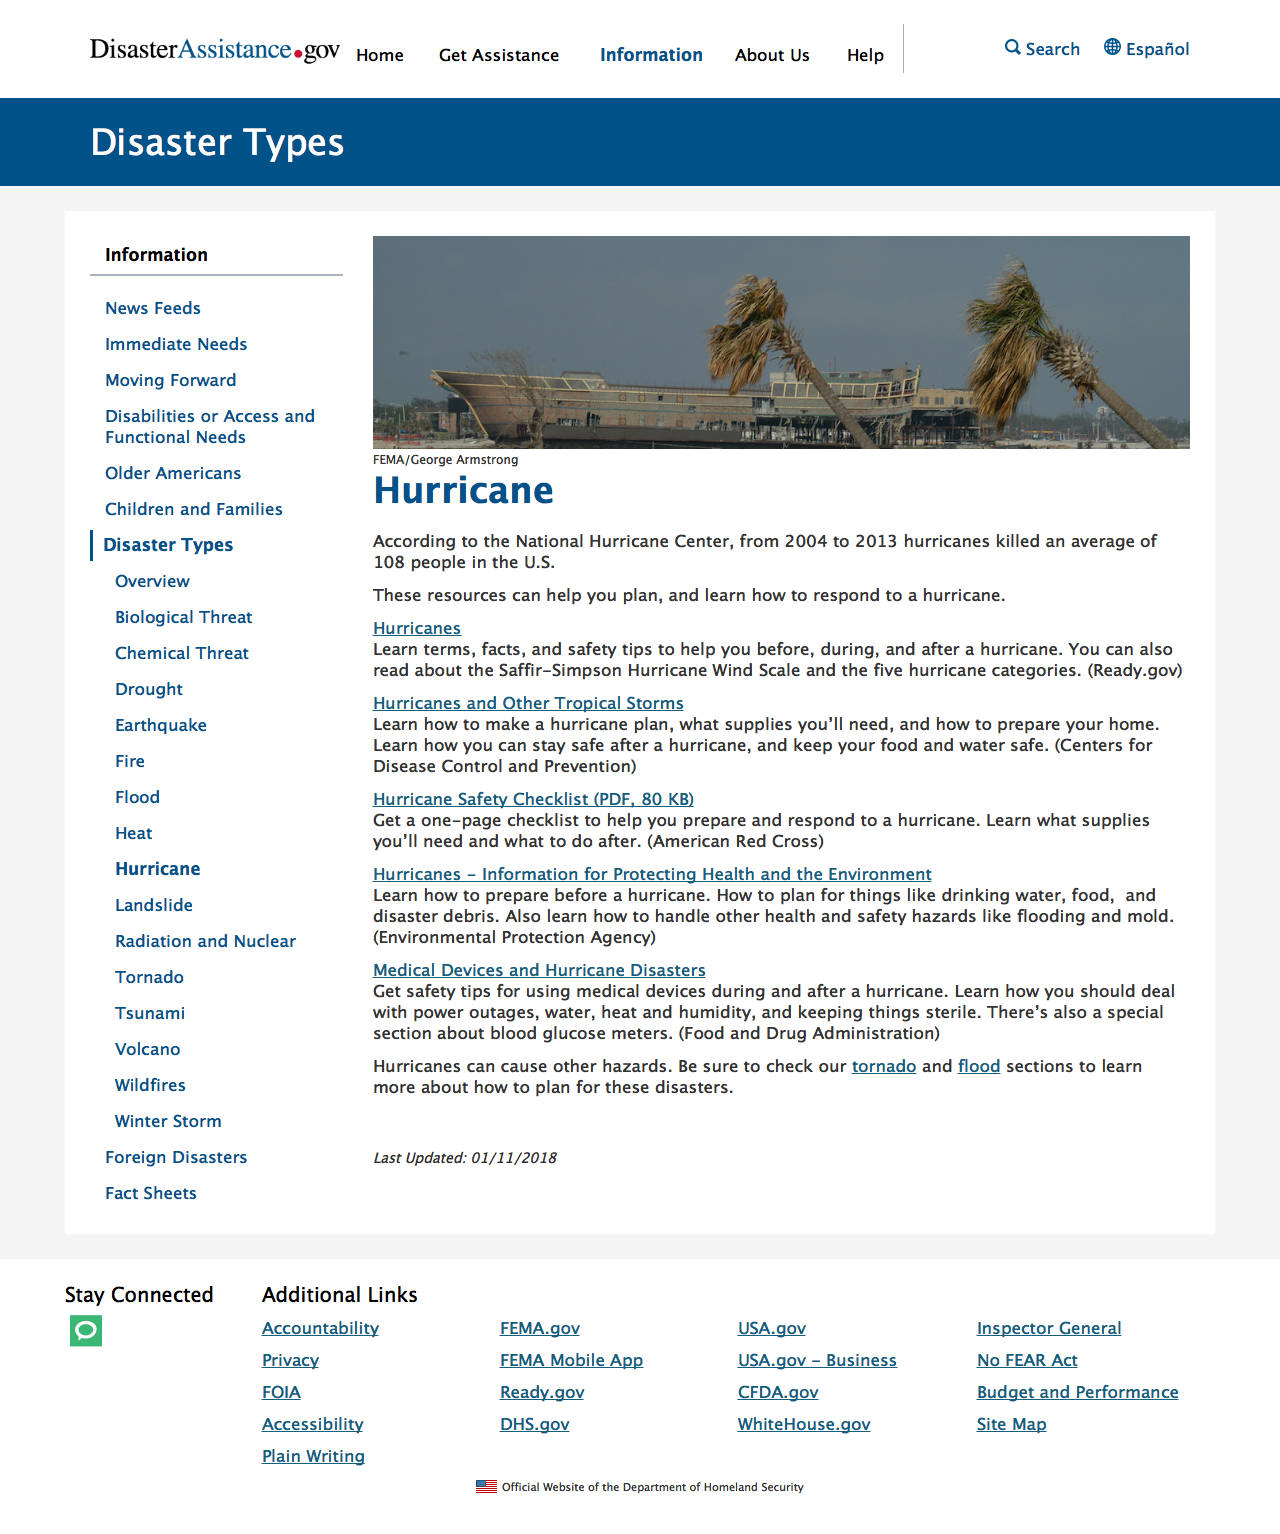 DisasterAssistance.gov
Home
Get Assistance
Information
About Us
Help
Search
Español
Disaster Types
Information
News Feeds
Immediate Needs
Moving Forward
Disabilities or Access and
Functional Needs
Older Americans
Children and Families
Disaster Types
Overview
Biological Threat
Chemical Threat
Drought
Earthquake
Fire
Flood
Heat
Hurricane
Landslide
Radiation and Nuclear
Tornado
Tsunami
Volcano
Wildfires
Winter Storm
Foreign Disasters
Fact Sheets
FEMA/George Armstrong
Hurricane
According to the National Hurricane Center, from 2004 to 2013 hurricanes killed an average of
108 people in the U.S.
These resources can help you plan, and learn how to respond to a hurricane.
Hurricanes
Learn terms, facts, and safety tips to help you before, during, and after a hurricane. You can also
read about the Saffir-Simpson Hurricane Wind Scale and the five hurricane categories. (Ready.gov)
Hurricanes and Other Tropical Storms
Learn how to make a hurricane plan, what supplies you’ll need, and how to prepare your home.
Learn how you can stay safe after a hurricane, and keep your food and water safe. (Centers for
Disease Control and Prevention)
Hurricane Safety Checklist (PDF, 80 KB)
Get a one-page checklist to help you prepare and respond to a hurricane. Learn what supplies
you’ll need and what to do after. (American Red Cross)
Hurricanes - Information for Protecting Health and the Environment
Learn how to prepare before a hurricane. How to plan for things like drinking water, food,  and
disaster debris. Also learn how to handle other health and safety hazards like flooding and mold.
(Environmental Protection Agency)
Medical Devices and Hurricane Disasters
Get safety tips for using medical devices during and after a hurricane. Learn how you should deal
with power outages, water, heat and humidity, and keeping things sterile. There’s also a special
section about blood glucose meters. (Food and Drug Administration)
Hurricanes can cause other hazards. Be sure to check our tornado and flood sections to learn
more about how to plan for these disasters.
Last Updated: 01/11/2018
Stay Connected
Additional Links
Accountability
Privacy
FOIA
Accessibility
Plain Writing
FEMA.gov
FEMA Mobile App
Ready.gov
DHS.gov
USA.gov
USA.gov - Business
CFDA.gov
WhiteHouse.gov
Inspector General
No FEAR Act
Budget and Performance
Site Map
Official Website of the Department of Homeland Security